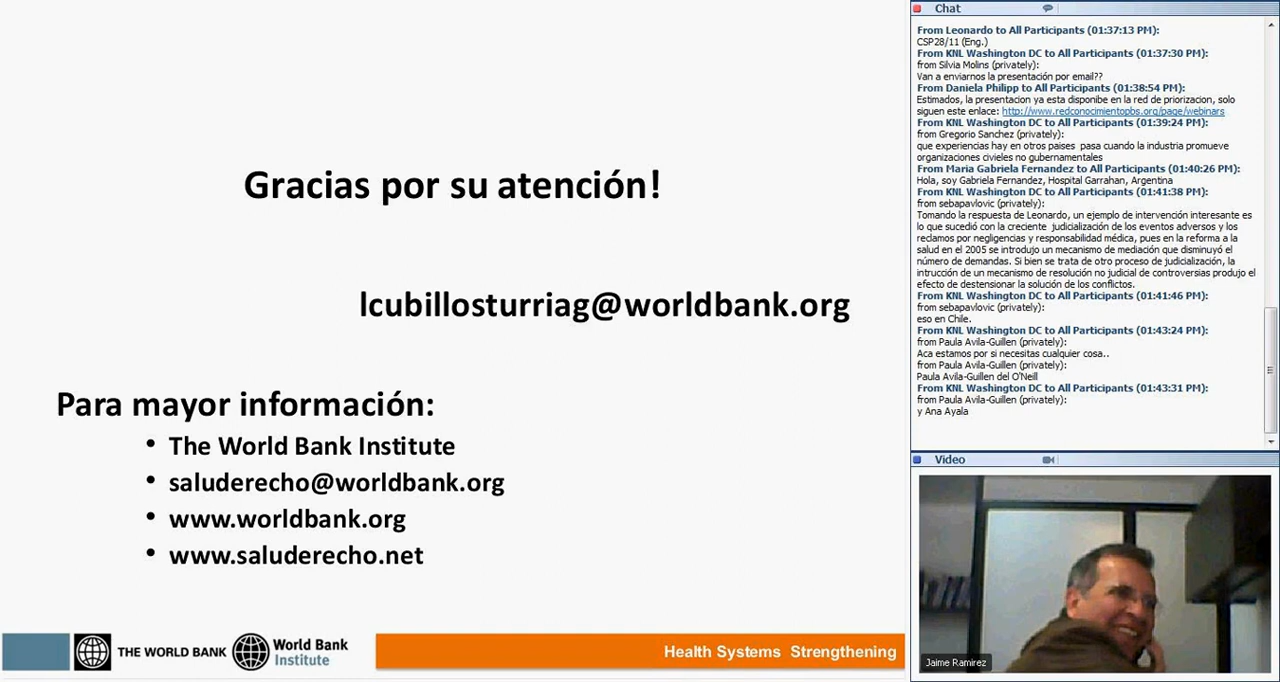 Gracias por su atención!
lcubillosturriag@worldbank.org
Para mayor información:
• The World Bank Institute
• saluderecho@worldbank.org
• www.worldbank.org
• www.saluderecho.net
THE WORLD BANK
World Bank
Institute
Health Systems Strengthening
Chat
From Leonardo to All Participants (01:37:13 PM):
CSP28/11 (Eng.)
From KNL Washington DC to All Participants (01:37:30 PM):
from Silvia Molins (privately):
Van a enviarnos la presentación por email??
From Daniela Philipp to All Participants (01:38:54 PM):
Estimados, la presentacion ya esta disponibe en la red de priorizacion, solo
siguen este enlace: http://www.redconocimientopbs.org/page/webinars
From KNL Washington DC to All Participants (01:39:24 PM):
from Gregorio Sanchez (privately):
que experiencias hay en otros paises pasa cuando la industria promueve
organizaciones civieles no gubernamentales
From Maria Gabriela Fernandez to All Participants (01:40:26 PM):
Hola, soy Gabriela Fernandez, Hospital Garrahan, Argentina
From KNL Washington DC to All Participants (01:41:38 PM):
from sebapavlovic (privately):
Tomando la respuesta de Leonardo, un ejemplo de intervención interesante es
lo que sucedió con la creciente judicialización de los eventos adversos y los
reclamos por negligencias y responsabilidad médica, pues en la reforma a la
salud en el 2005 se introdujo un mecanismo de mediación que disminuyó el
número de demandas. Si bien se trata de otro proceso de judicialización, la
intrucción de un mecanismo de resolución no judicial de controversias produjo el
efecto de destensionar la solución de los conflictos.
From KNL Washington DC to All Participants (01:41:46 PM):
from sebapavlovic (privately):
eso en Chile.
From KNL Washington DC to All Participants (01:43:24 PM):
from Paula Avila-Guillen (privately):
Aca estamos por si necesitas cualquier cosa..
from Paula Avila-Guillen (privately):
Paula Avila-Guillen del O'Neill
From KNL Washington DC to All Participants (01:43:31 PM):
from Paula Avila-Guillen (privately):
y Ana Ayala
Video
Jaime Ramirez